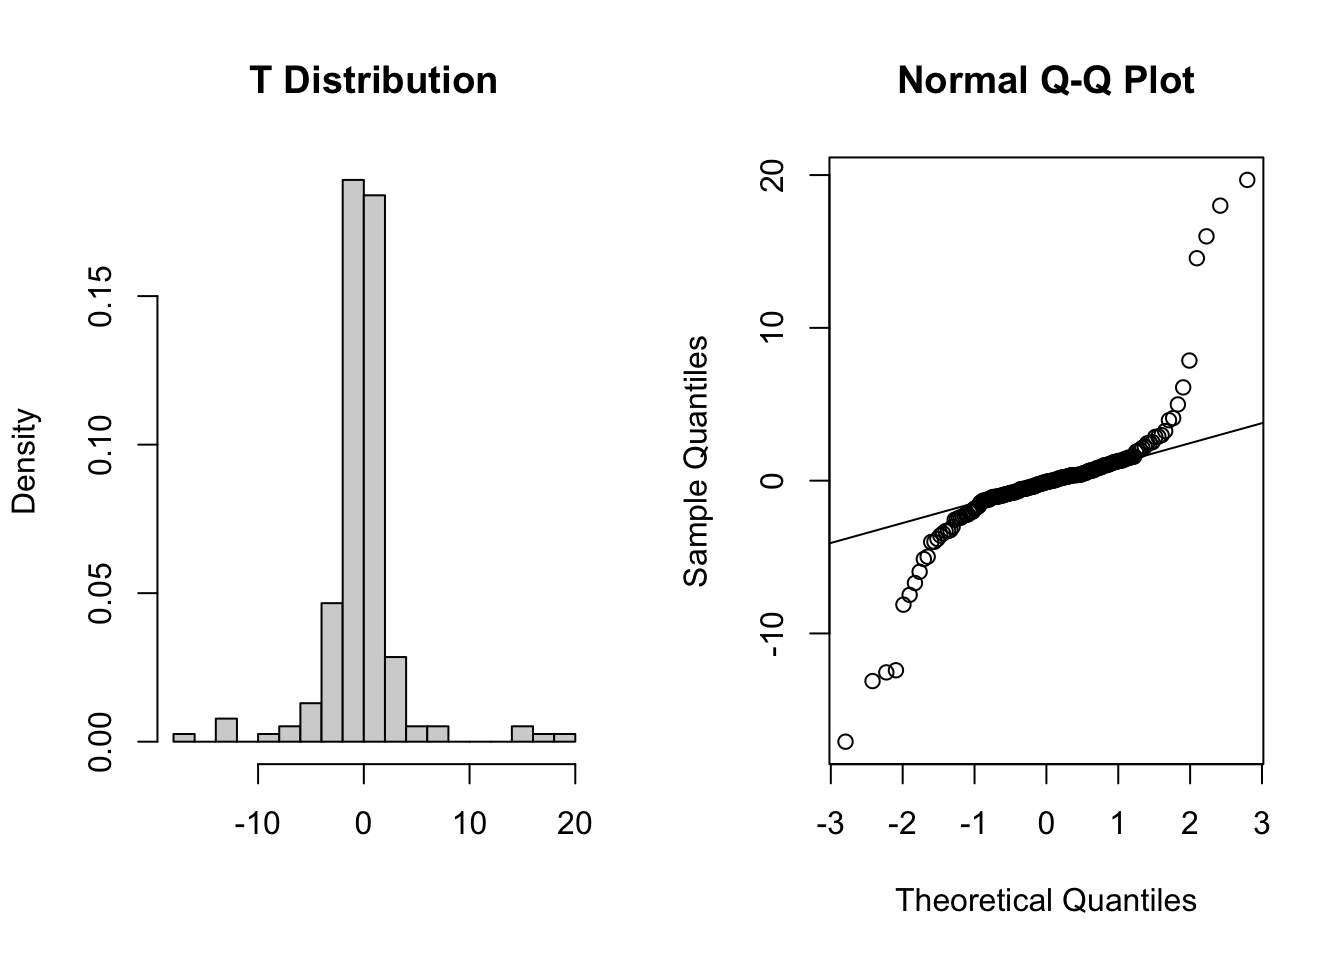 T Distribution
Density
0.00 0.05 0.10 0.15
-10 0 10 20
Normal Q-Q Plot
Sample Quantiles
-10 0 10 20
-3 -2 -1 0 1 2 3
Theoretical Quantiles